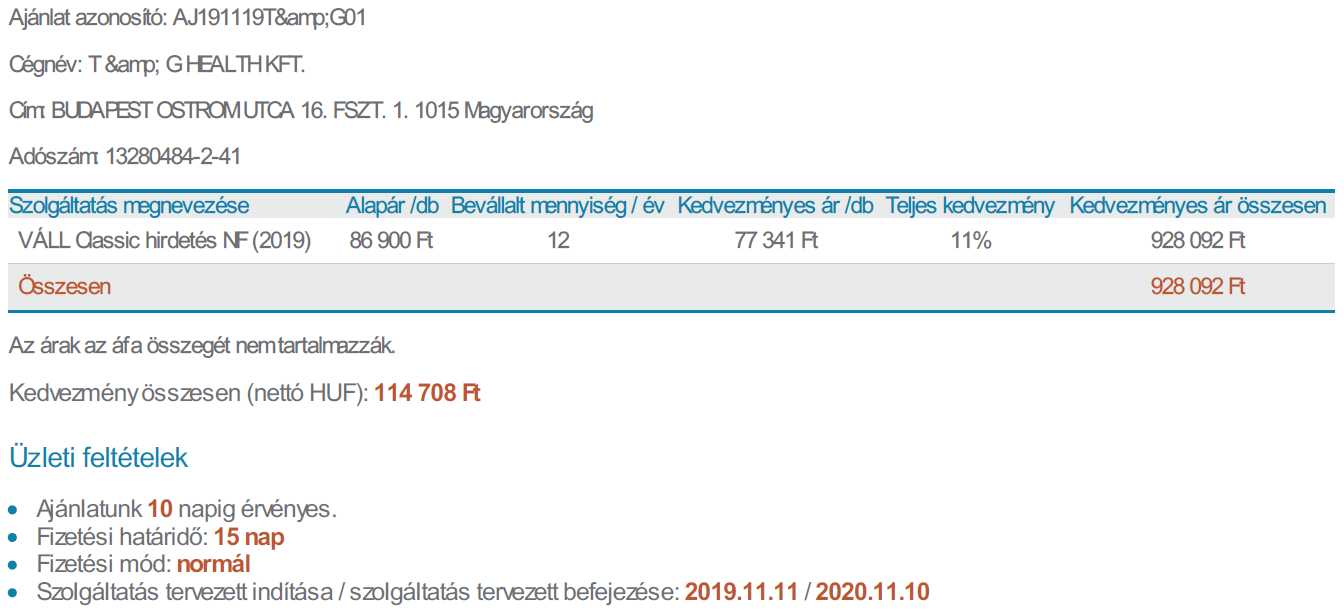 Ajánlat azonosító: AJ191119T&amp;G01
Cégnév: T &amp; G HEALTH KFT.
Cím: BUDAPEST OSTROM UTCA 16. FSZT. 1. 1015 Magyarország
Adószám: 13280484-2-41
Szolgáltatás megnevezése Alapár /db Bevállalt mennyiség / év Kedvezményes ár /db Teljes kedvezmény Kedvezményes ár összesen
VÁLL Classic hirdetés NF (2019) 86 900 Ft 12 77 341 Ft 11% 928 092 Ft
Összesen 928 092 Ft
Az árak az áfa összegét nem tartalmazzák.
Kedvezmény összesen (nettó HUF): 114 708 Ft
Üzleti feltételek
• Ajánlatunk 10 napig érvényes.
• Fizetési határidő: 15 nap
• Fizetési mód: normál
• Szolgáltatás tervezett indítása / szolgáltatás tervezett befejezése: 2019.11.11 / 2020.11.10